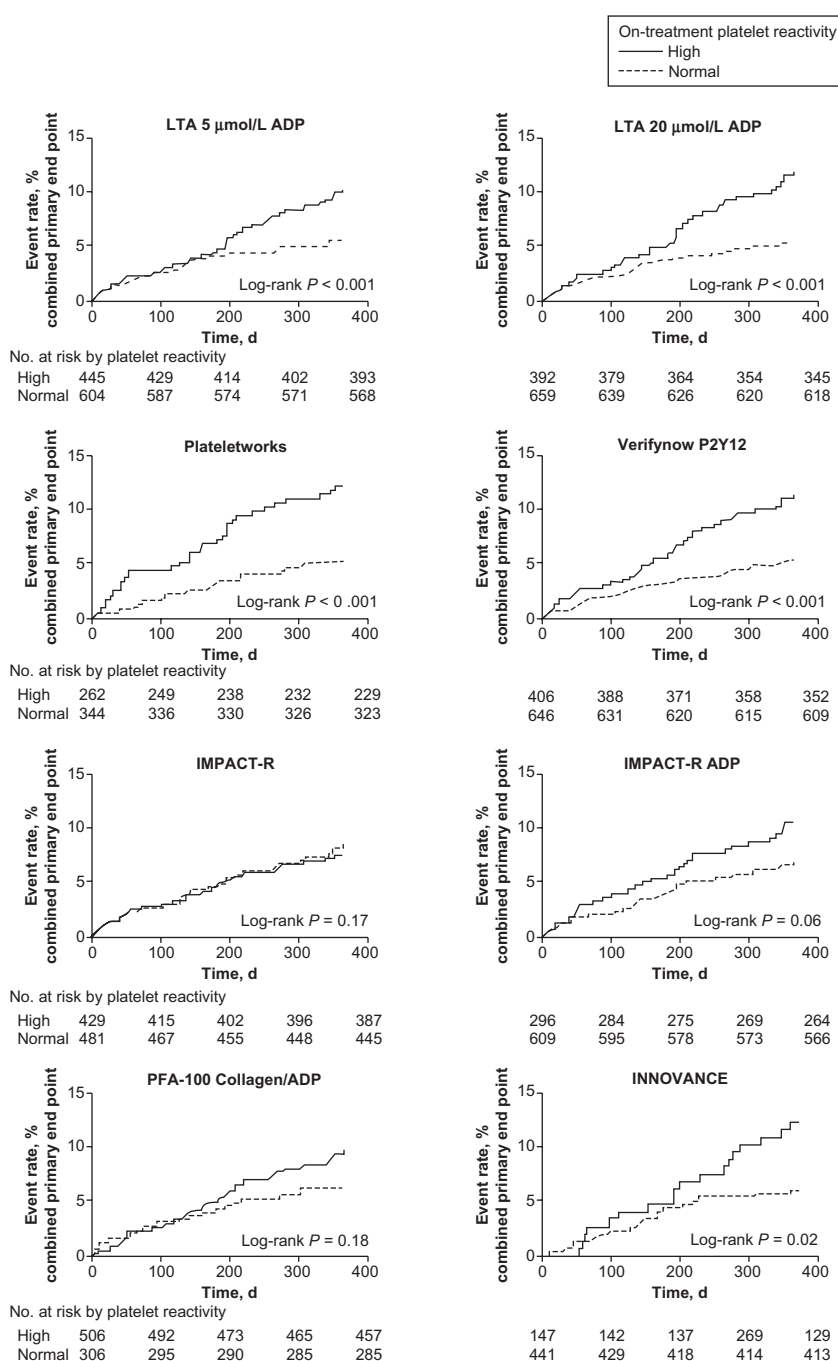 On-treatment platelet reactivity
High
Normal
LTA 5 μmol/L ADP
Event rate, %
combined primary end point
15
10
5
0
Log-rank P < 0.001
0 100 200 300 400
Time, d
No. at risk by platelet reactivity
High 445 429 414 402 393
Normal 604 587 574 571 568
LTA 20 μmol/L ADP
Event rate, %
combined primary end point
15
10
5
0
Log-rank P < 0.001
0 100 200 300 400
Time, d
392 379 364 354 345
659 639 626 620 618
Plateletworks
Event rate, %
combined primary end point
15
10
5
0
Log-rank P < 0 .001
0 100 200 300 400
Time, d
No. at risk by platelet reactivity
High 262 249 238 232 229
Normal 344 336 330 326 323
Verifynow P2Y12
Event rate, %
combined primary end point
15
10
5
0
Log-rank P < 0.001
0 100 200 300 400
Time, d
406 388 371 358 352
646 631 620 615 609
IMPACT-R
Event rate, %
combined primary end point
15
10
5
0
Log-rank P = 0.17
0 100 200 300 400
Time, d
No. at risk by platelet reactivity
High 429 415 402 396 387
Normal 481 467 455 448 445
IMPACT-R ADP
Event rate, %
combined primary end point
15
10
5
0
Log-rank P = 0.06
0 100 200 300 400
Time, d
296 284 275 269 264
609 595 578 573 566
PFA-100 Collagen/ADP
Event rate, %
combined primary end point
15
10
5
0
Log-rank P = 0.18
0 100 200 300 400
Time, d
No. at risk by platelet reactivity
High 506 492 473 465 457
Normal 306 295 290 285 285
INNOVANCE
Event rate, %
combined primary end point
15
10
5
0
Log-rank P = 0.02
0 100 200 300 400
Time, d
147 142 137 269 129
441 429 418 414 413